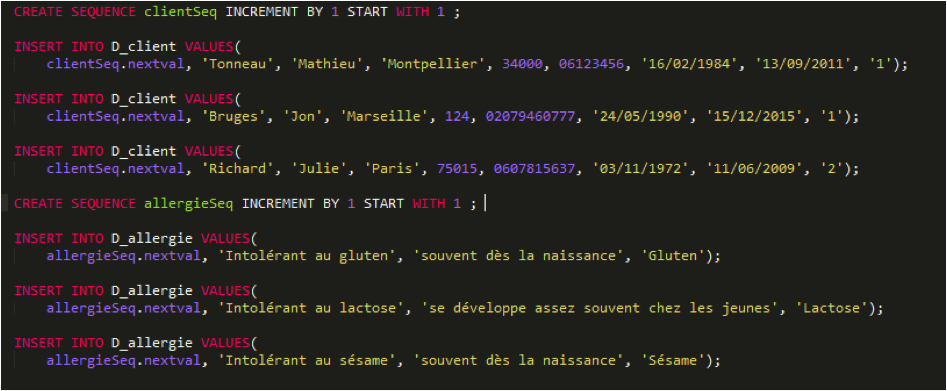 CREATE SEQUENCE clientSeq INCREMENT BY 1 START WITH 1 ;
INSERT INTO D_client VALUES(
clientSeq.nextval, 'Tonneau', 'Mathieu', 'Montpellier', 34000, 06123456, '16/02/1984', '13/09/2011', '1');
INSERT INTO D_client VALUES(
clientSeq.nextval, 'Bruges', 'Jon', 'Marseille', 124, 02079460777, '24/05/1990', '15/12/2015', '1');
INSERT INTO D_client VALUES(
clientSeq.nextval, 'Richard', 'Julie', 'Paris', 75015, 0607815637, '03/11/1972', '11/06/2009', '2');
CREATE SEQUENCE allergieSeq INCREMENT BY 1 START WITH 1 ;
INSERT INTO D_allergie VALUES(
allergieSeq.nextval, 'Intolérant au gluten', 'souvent dès la naissance', 'Gluten');
INSERT INTO D_allergie VALUES(
allergieSeq.nextval, 'Intolérant au lactose', 'se développe assez souvent chez les jeunes', 'Lactose');
INSERT INTO D_allergie VALUES(
allergieSeq.nextval, 'Intolérant au sésame', 'souvent dès la naissance', 'Sésame');